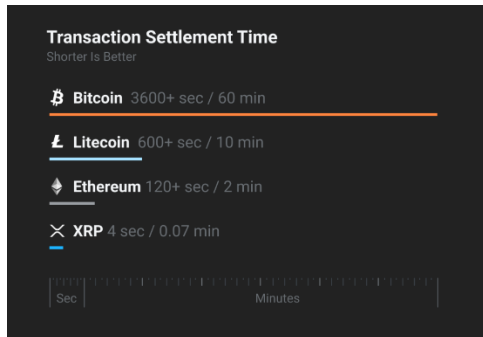 Transaction Settlement Time
Shorter Is Better
Bitcoin 3600+ sec / 60 min
Litecoin 600+ sec / 10 min
Ethereum 120+ sec / 2 min
XRP 4 sec / 0.07 min
Sec Minutes